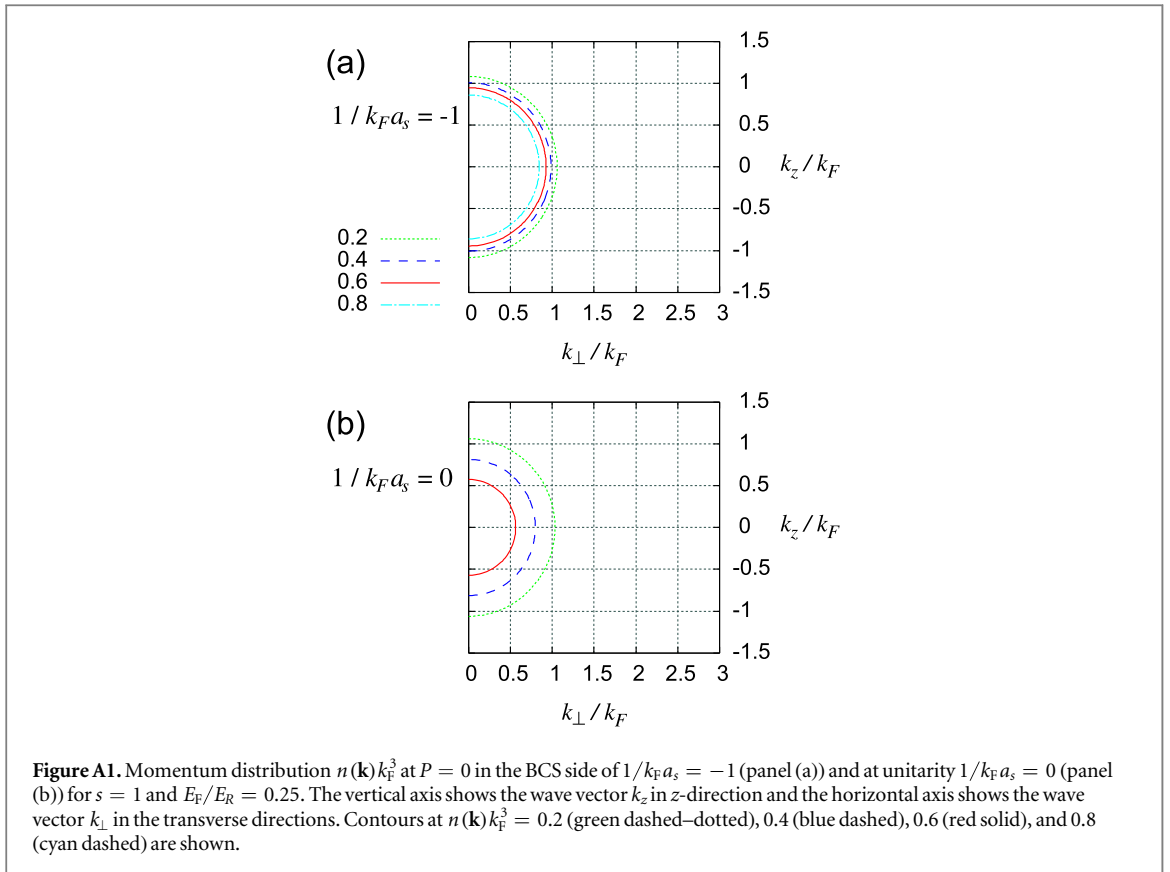 (a)
1 / k_F a_s = -1
1.5
1
0.5
0
-0.5
-1
-1.5
k_z / k_F
0.2
0.4
0.6
0.8
0 0.5 1 1.5 2 2.5 3
k_⊥ / k_F
(b)
1 / k_F a_s = 0
1.5
1
0.5
0
-0.5
-1
-1.5
k_z / k_F
0 0.5 1 1.5 2 2.5 3
k_⊥ / k_F
Figure A1. Momentum distribution n(k)k_F^3 at P = 0 in the BCS side of 1/k_F a_s = −1 (panel (a)) and at unitarity 1/k_F a_s = 0 (panel
(b)) for s = 1 and E_F/E_R = 0.25. The vertical axis shows the wave vector k_z in z-direction and the horizontal axis shows the wave
vector k_⊥ in the transverse directions. Contours at n(k)k_F^3 = 0.2 (green dashed–dotted), 0.4 (blue dashed), 0.6 (red solid), and 0.8
(cyan dashed) are shown.